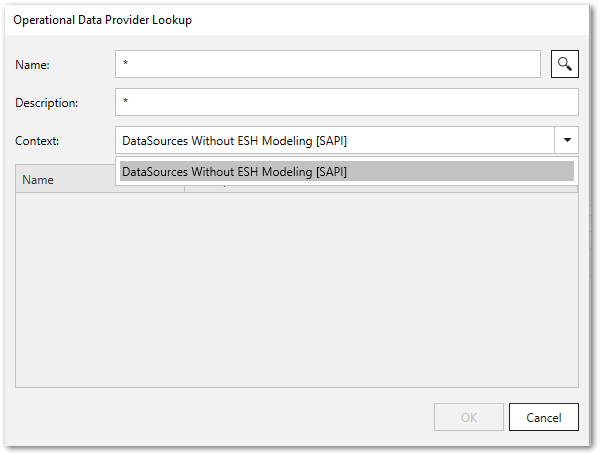 Operational Data Provider Lookup
Name: *
Description: *
Context: DataSources Without ESH Modeling [SAPI]
DataSources Without ESH Modeling [SAPI]
Name
OK Cancel